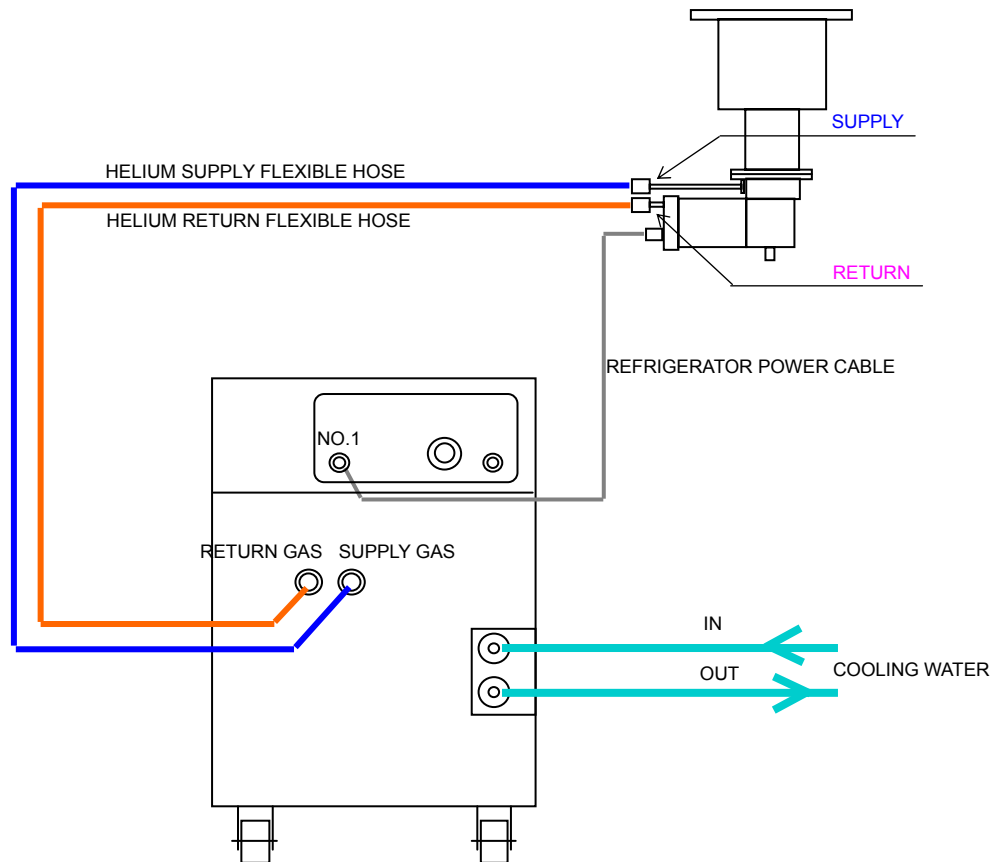 SUPPLY
HELIUM SUPPLY FLEXIBLE HOSE
HELIUM RETURN FLEXIBLE HOSE
RETURN
REFRIGERATOR POWER CABLE
NO.1
RETURN GAS
SUPPLY GAS
IN
COOLING WATER
OUT